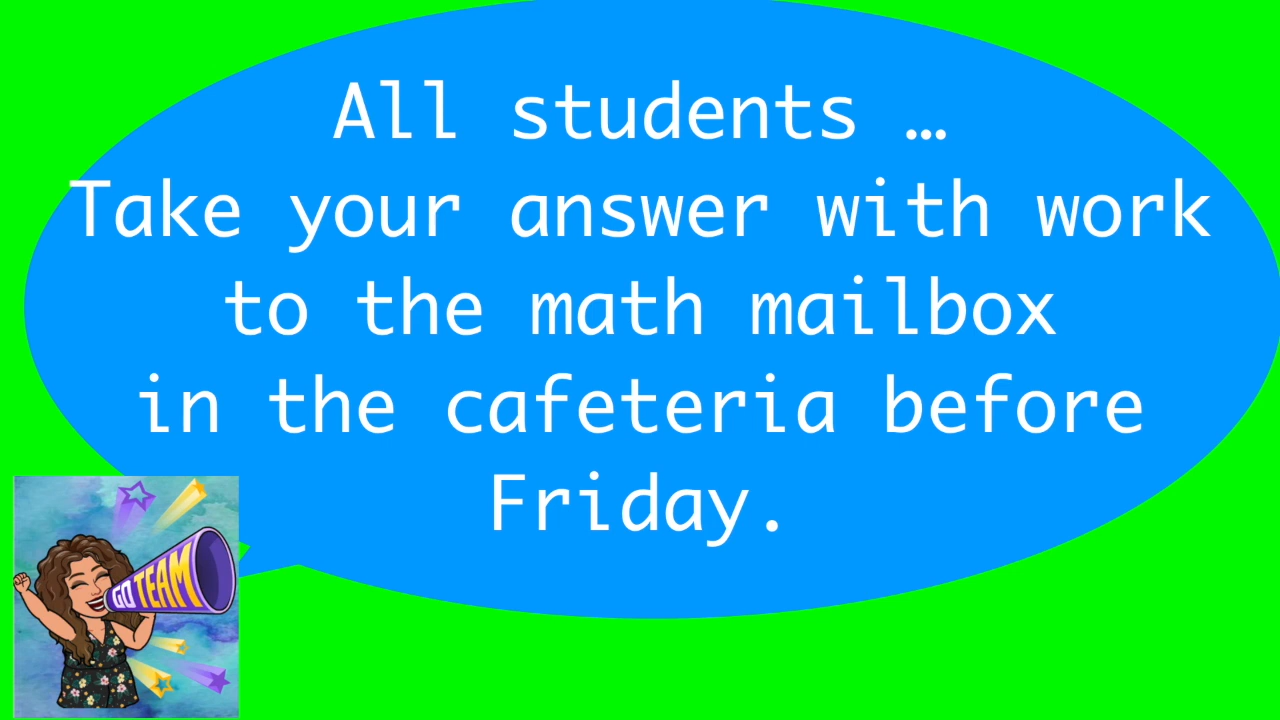 All students …
Take your answer with work
to the math mailbox
in the cafeteria before
Friday.
GO TEAM